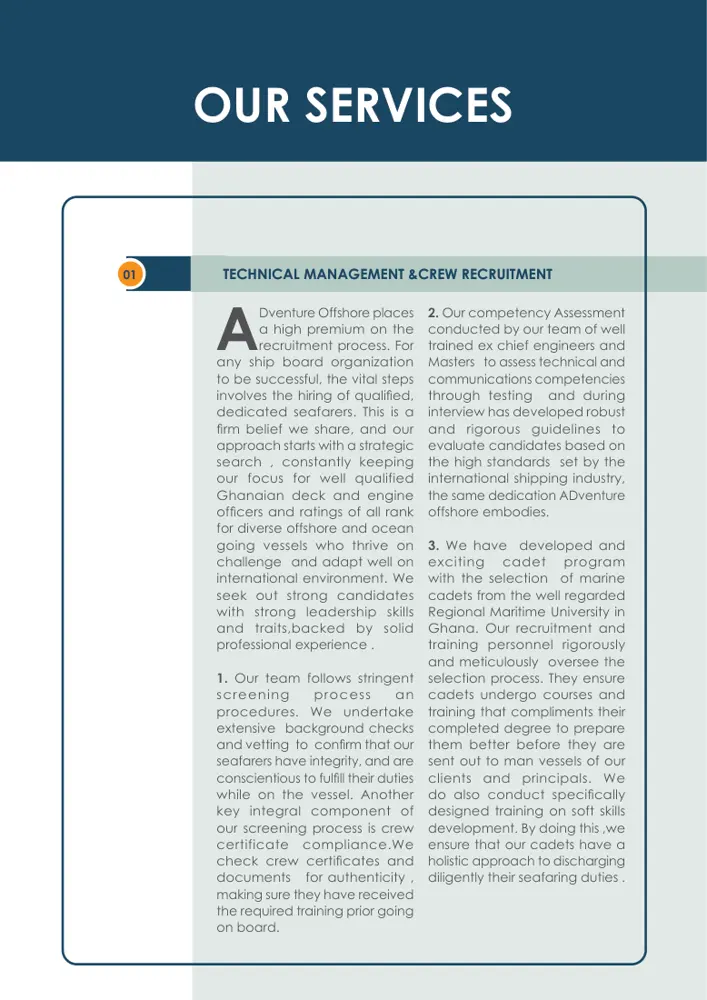 OUR SERVICES
01
TECHNICAL MANAGEMENT &CREW RECRUITMENT
ADventure Offshore places
a high premium on the
recruitment process. For
any ship board organization
to be successful, the vital steps
involves the hiring of qualified,
dedicated seafarers. This is a
firm belief we share, and our
approach starts with a strategic
search , constantly keeping
our focus for well qualified
Ghanaian deck and engine
officers and ratings of all rank
for diverse offshore and ocean
going vessels who thrive on
challenge and adapt well on
international environment. We
seek out strong candidates
with strong leadership skills
and traits,backed by solid
professional experience .
1. Our team follows stringent
screening process an
procedures. We undertake
extensive background checks
and vetting to confirm that our
seafarers have integrity, and are
conscientious to fulfill their duties
while on the vessel. Another
key integral component of
our screening process is crew
certificate compliance.We
check crew certificates and
documents for authenticity ,
making sure they have received
the required training prior going
on board.
2. Our competency Assessment
conducted by our team of well
trained ex chief engineers and
Masters to assess technical and
communications competencies
through testing and during
interview has developed robust
and rigorous guidelines to
evaluate candidates based on
the high standards set by the
international shipping industry,
the same dedication ADventure
offshore embodies.
3. We have developed and
exciting cadet program
with the selection of marine
cadets from the well regarded
Regional Maritime University in
Ghana. Our recruitment and
training personnel rigorously
and meticulously oversee the
selection process. They ensure
cadets undergo courses and
training that compliments their
completed degree to prepare
them better before they are
sent out to man vessels of our
clients and principals. We
do also conduct specifically
designed training on soft skills
development. By doing this ,we
ensure that our cadets have a
holistic approach to discharging
diligently their seafaring duties .